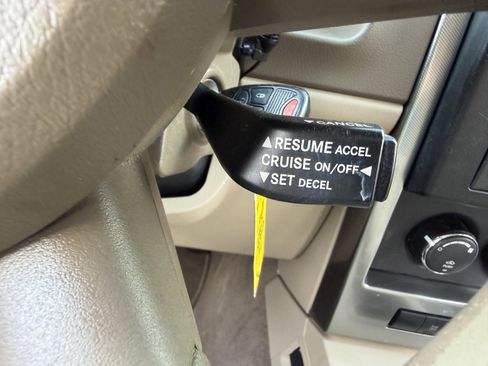 ▼CANCEL
▲RESUME ACCEL
CRUISE ON/OFF◀
▼SET DECEL